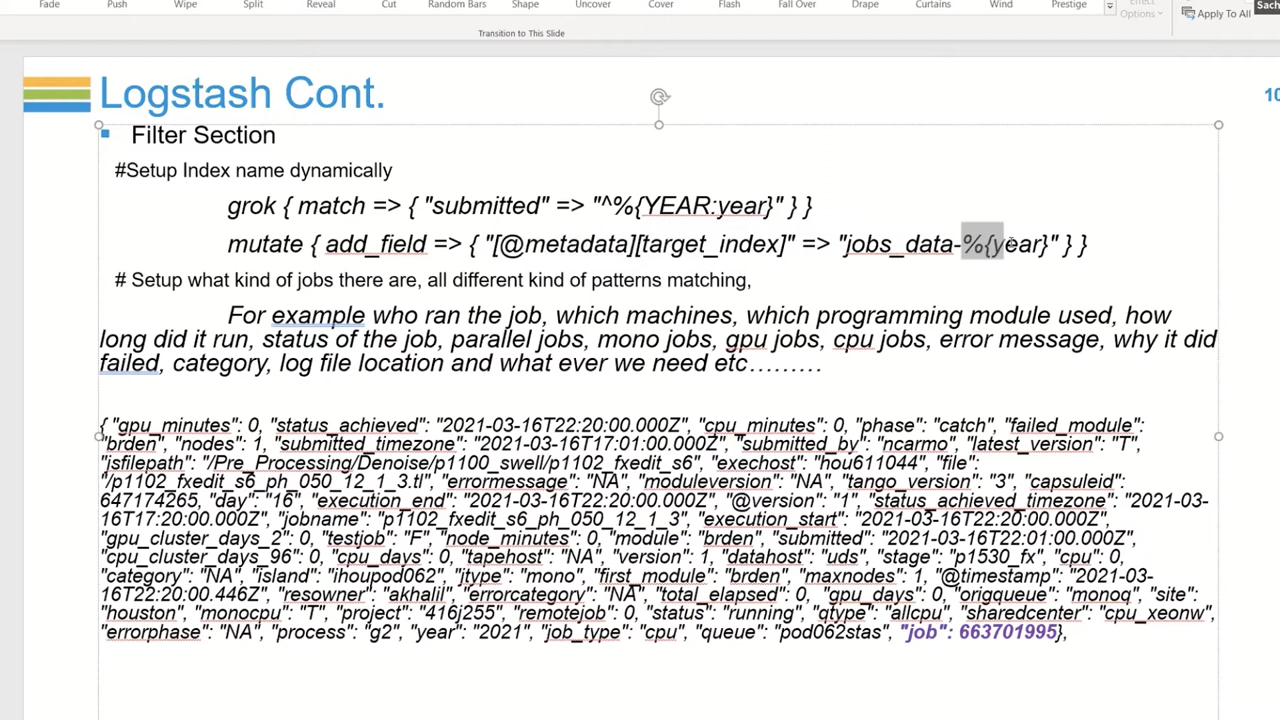 Fade Push Wipe Split Reveal Cut Random Bars Shape Uncover Cover Flash Fall Over Drape Curtains Wind Prestige
Effect Options
Apply To All
Sach
Transition to This Slide
Logstash Cont.
10
Filter Section
#Setup Index name dynamically
grok { match => { "submitted" => "^%{YEAR:year}" } }
mutate { add_field => { "[@metadata][target_index]" => "jobs_data-%{year}" } }
# Setup what kind of jobs there are, all different kind of patterns matching,
For example who ran the job, which machines, which programming module used, how
long did it run, status of the job, parallel jobs, mono jobs, gpu jobs, cpu jobs, error message, why it did
failed, category, log file location and what ever we need etc………
{ "gpu_minutes": 0, "status_achieved": "2021-03-16T22:20:00.000Z", "cpu_minutes": 0, "phase": "catch", "failed_module":
"brden", "nodes": 1, "submitted_timezone": "2021-03-16T17:01:00.000Z", "submitted_by": "ncarmo", "latest_version": "T",
"jsfilepath": "/Pre_Processing/Denoise/p1100_swell/p1102_fxedit_s6", "exechost": "hou611044", "file":
"/p1102_fxedit_s6_ph_050_12_1_3.tl", "errormessage": "NA", "moduleversion": "NA", "tango_version": "3", "capsuleid":
647174265, "day": "16", "execution_end": "2021-03-16T22:20:00.000Z", "@version": "1", "status_achieved_timezone": "2021-03-
16T17:20:00.000Z", "jobname": "p1102_fxedit_s6_ph_050_12_1_3", "execution_start": "2021-03-16T22:20:00.000Z",
"gpu_cluster_days_2": 0, "testjob": "F", "node_minutes": 0, "module": "brden", "submitted": "2021-03-16T22:01:00.000Z",
"cpu_cluster_days_96": 0, "cpu_days": 0, "tapehost": "NA", "version": 1, "datahost": "uds", "stage": "p1530_fx", "cpu": 0,
"category": "NA", "island": "ihoupod062", "jtype": "mono", "first_module": "brden", "maxnodes": 1, "@timestamp": "2021-03-
16T22:20:00.446Z", "resowner": "akhalil", "errorcategory": "NA", "total_elapsed": 0, "gpu_days": 0, "origqueue": "monoq", "site":
"houston", "monocpu": "T", "project": "416j255", "remotejob": 0, "status": "running", "qtype": "allcpu", "sharedcenter": "cpu_xeonw",
"errorphase": "NA", "process": "g2", "year": "2021", "job_type": "cpu", "queue": "pod062stas", "job": 663701995},